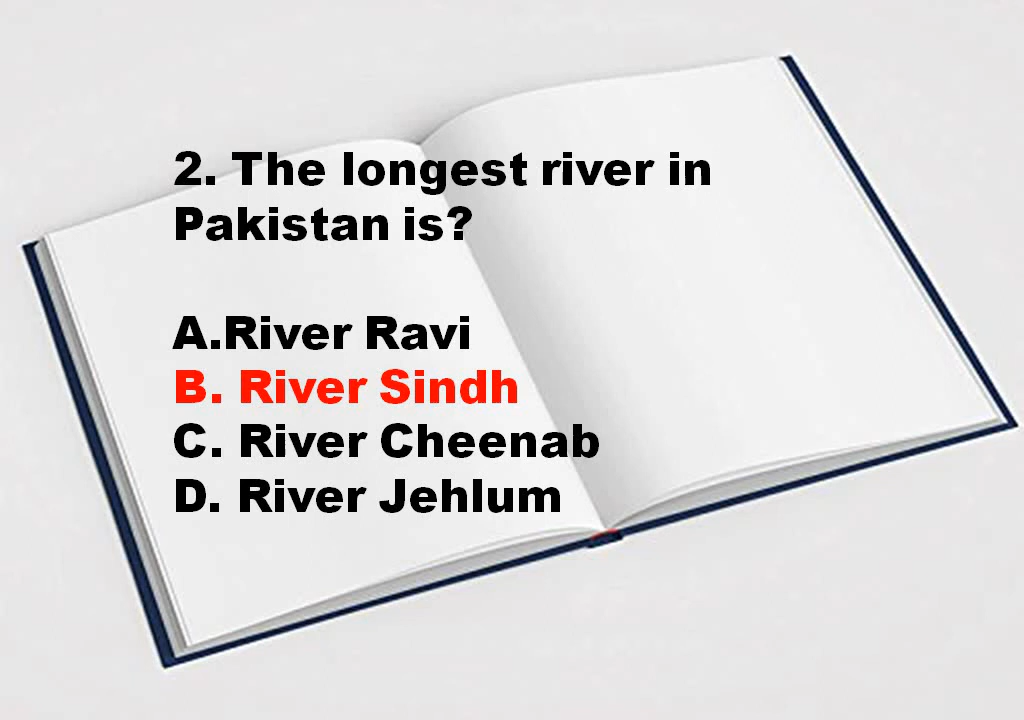 2. The longest river in
Pakistan is?
A.River Ravi
B. River Sindh
C. River Cheenab
D. River Jehlum